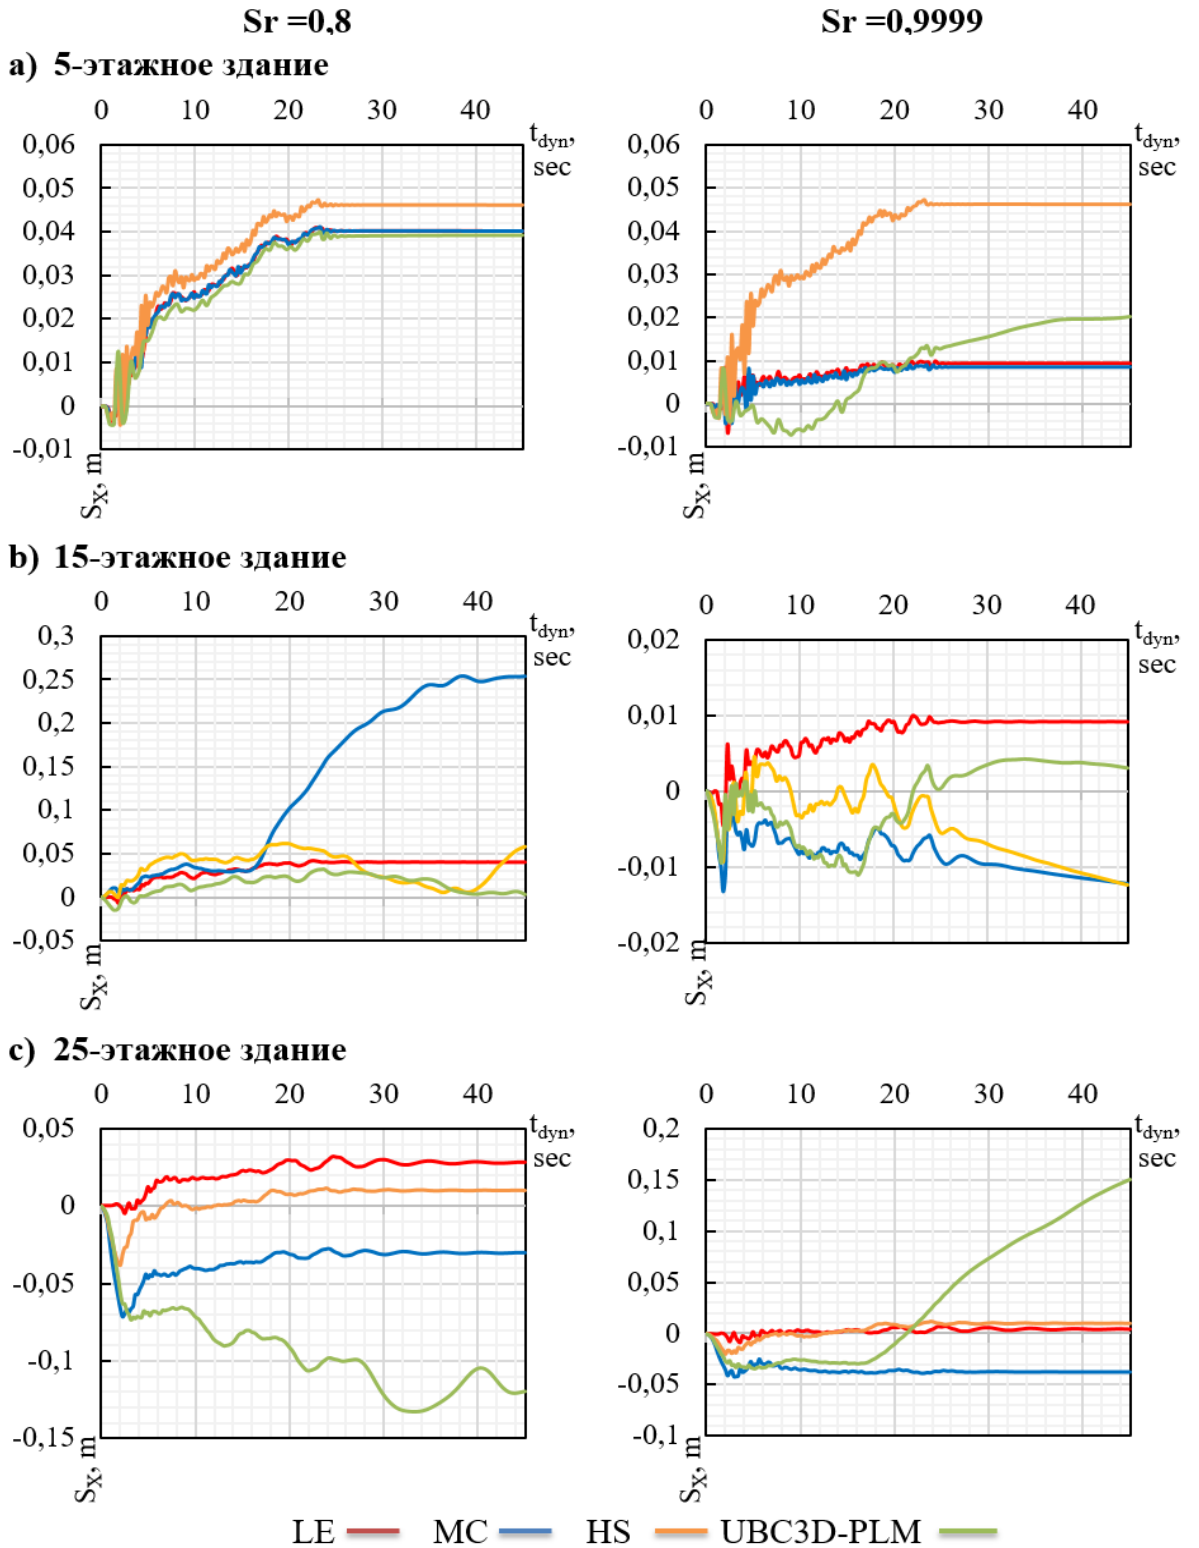 Sr =0,8
Sr =0,9999
a) 5-этажное здание
0 10 20 30 40
t_dyn,
sec
0,06
0,05
0,04
0,03
0,02
0,01
0
-0,01
S_X, m
0 10 20 30 40
t_dyn,
sec
0,06
0,05
0,04
0,03
0,02
0,01
0
-0,01
S_X, m
b) 15-этажное здание
0 10 20 30 40
t_dyn,
sec
0,3
0,25
0,2
0,15
0,1
0,05
0
-0,05
S_X, m
0 10 20 30 40
t_dyn,
sec
0,02
0,01
0
-0,01
-0,02
S_X, m
c) 25-этажное здание
0 10 20 30 40
t_dyn,
sec
0,05
0
-0,05
-0,1
-0,15
S_X, m
0 10 20 30 40
t_dyn,
sec
0,2
0,15
0,1
0,05
0
-0,05
-0,1
S_X, m
LE MC HS UBC3D-PLM